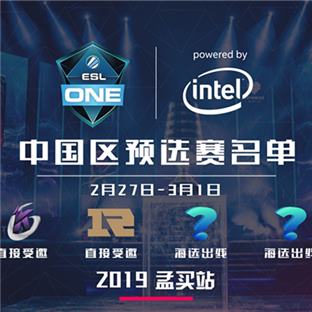 ESL
ONE
powered by
intel
中国区预选赛名单
2月27日-3月1日
直接受邀 直接受邀 海选出线 海选出线
2019 孟买站